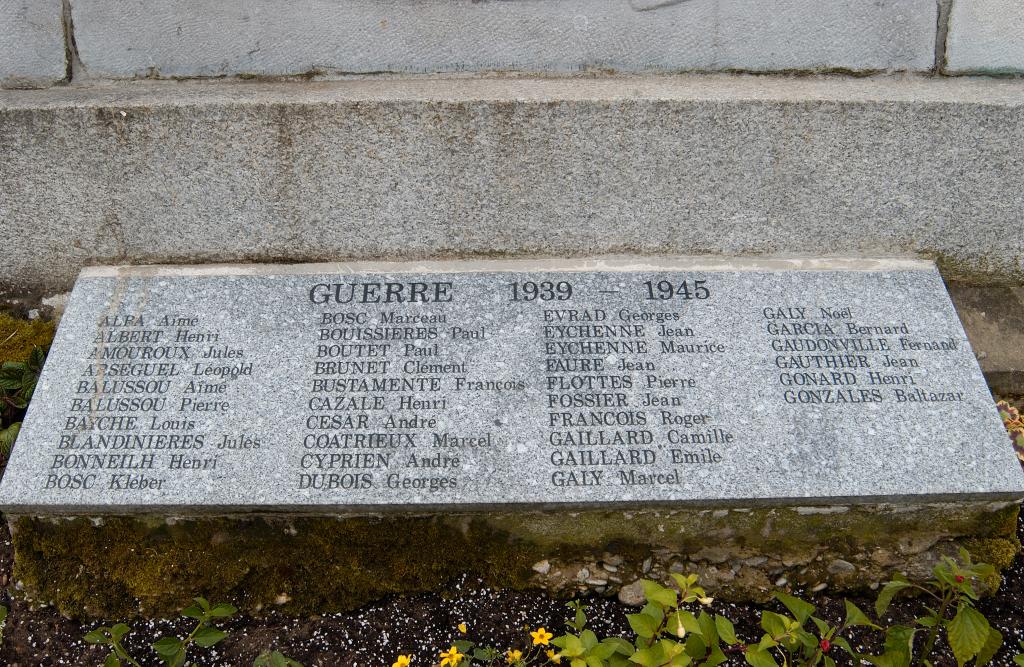 GUERRE 1939 - 1945
ALBA Aimé
ALBERT Henri
AMOUROUX Jules
ARSEGUEL Léopold
BALUSSOU Aimé
BALUSSOU Pierre
BAYCHE Louis
BLANDINIERES Jules
BONNEILH Henri
BOSC Kléber
BOSC Marceau
BOUISSIERES Paul
BOUTET Paul
BRUNET Clément
BUSTAMENTE François
CAZALE Henri
CESAR André
COATRIEUX Marcel
CYPRIEN Andre
DUBOIS Georges
EVRAD Georges
EYCHENNE Jean
EYCHENNE Maurice
FAURE Jean
FLOTTES Pierre
FOSSIER Jean
FRANCOIS Roger
GAILLARD Camille
GAILLARD Emile
GALY Marcel
GALY Noël
GARCIA Bernard
GAUDONVILLE Fernand
GAUTHIER Jean
GONARD Henri
GONZALES Baltazar